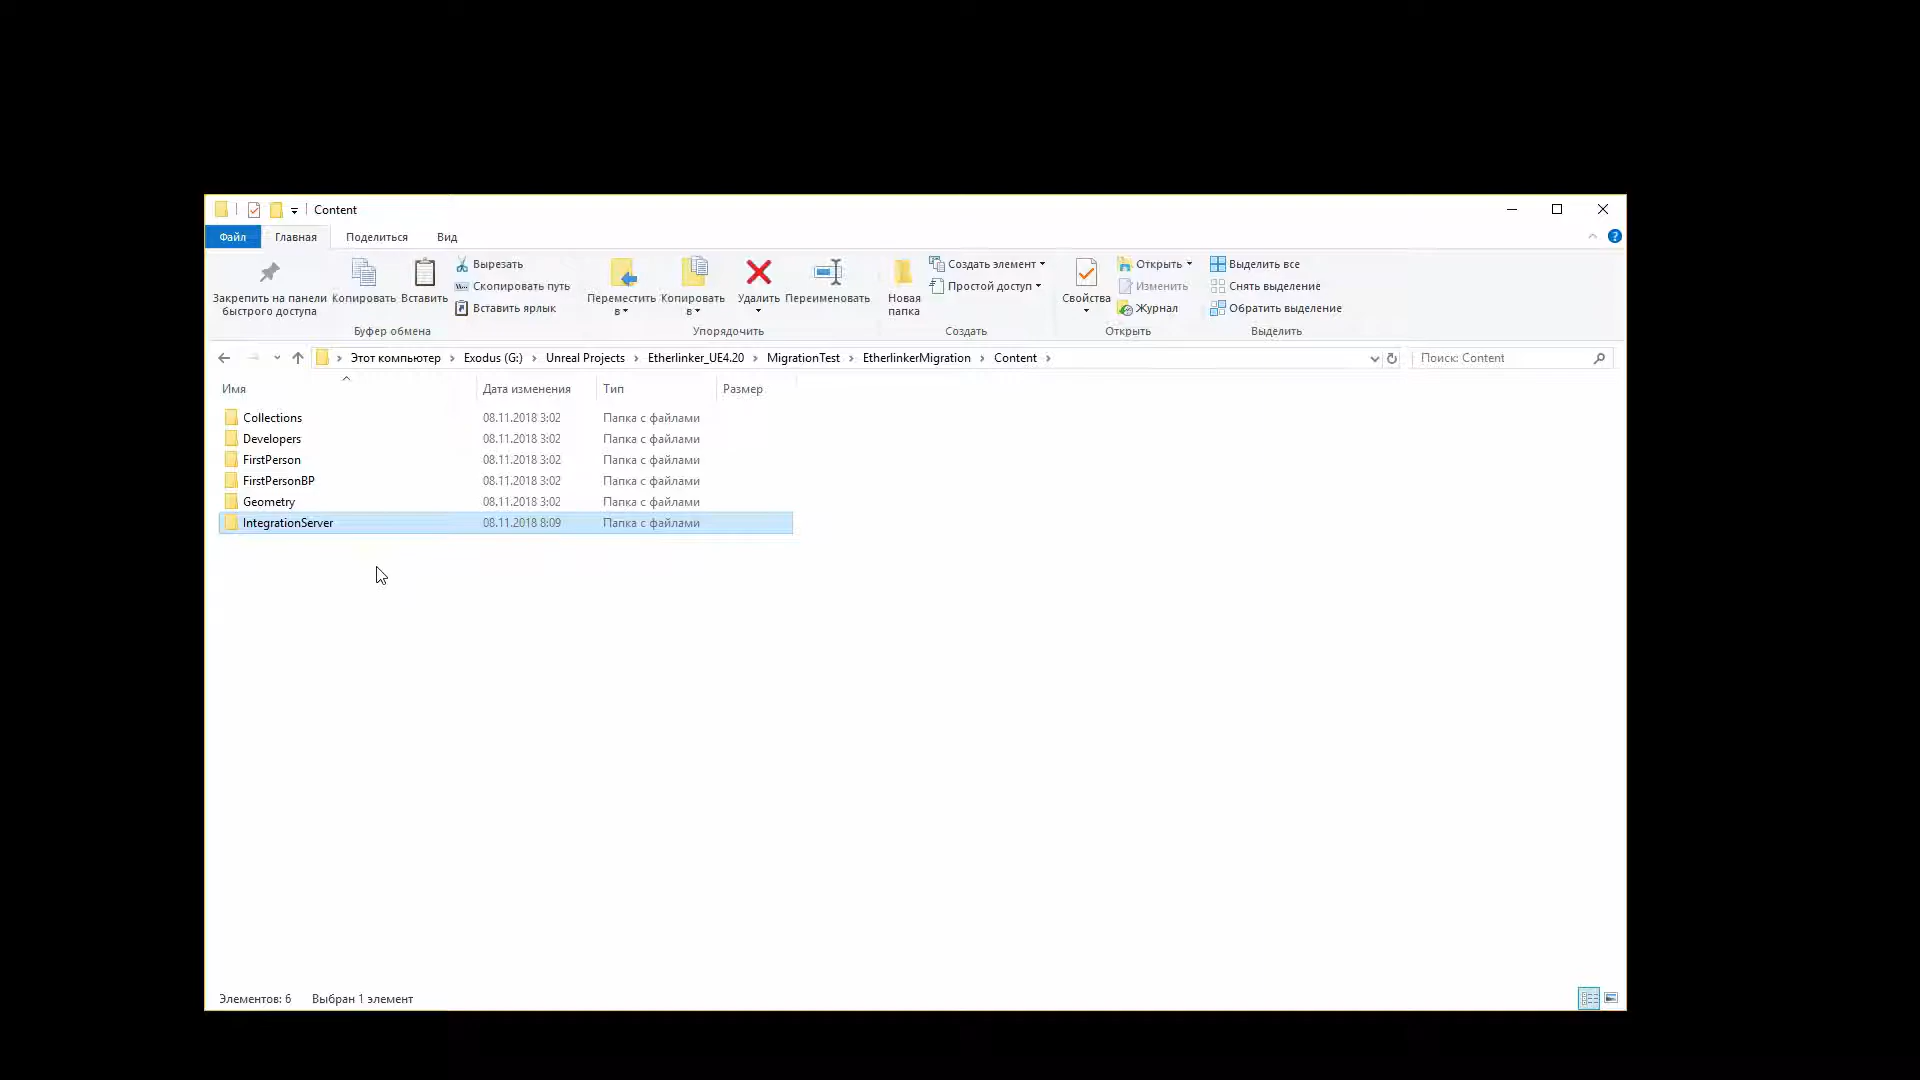 Content
Файл Главная Поделиться Вид
Закрепить на панели быстрого доступа
Копировать
Вставить
Вырезать
Скопировать путь
Вставить ярлык
Буфер обмена
Переместить в
Копировать в
Удалить
Переименовать
Упорядочить
Новая папка
Создать элемент
Простой доступ
Создать
Свойства
Открыть
Изменить
Журнал
Открыть
Выделить все
Снять выделение
Обратить выделение
Выделить
Этот компьютер Exodus (G:) Unreal Projects Etherlinker_UE4.20 MigrationTest EtherlinkerMigration Content
Поиск: Content
Имя Дата изменения Тип Размер
Collections 08.11.2018 3:02 Папка с файлами
Developers 08.11.2018 3:02 Папка с файлами
FirstPerson 08.11.2018 3:02 Папка с файлами
FirstPersonBP 08.11.2018 3:02 Папка с файлами
Geometry 08.11.2018 3:02 Папка с файлами
IntegrationServer 08.11.2018 8:09 Папка с файлами
Элементов: 6 Выбран 1 элемент